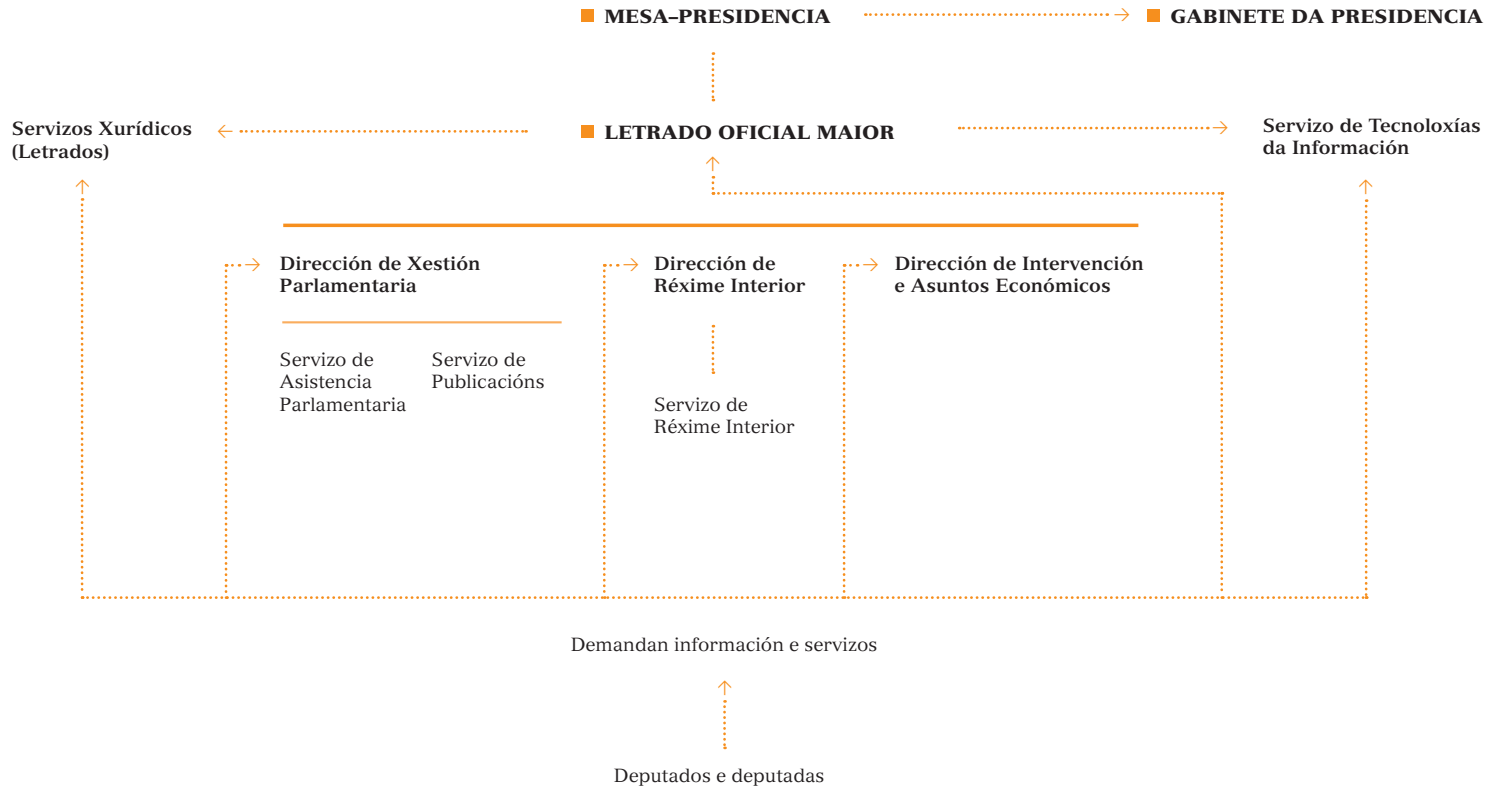 MESA–PRESIDENCIA
GABINETE DA PRESIDENCIA
Servizos Xurídicos
(Letrados)
LETRADO OFICIAL MAIOR
Servizo de Tecnoloxías
da Información
Dirección de Xestión
Parlamentaria
Dirección de
Réxime Interior
Dirección de Intervención
e Asuntos Económicos
Servizo de
Asistencia
Parlamentaria
Servizo de
Publicacións
Servizo de
Réxime Interior
Demandan información e servizos
Deputados e deputadas